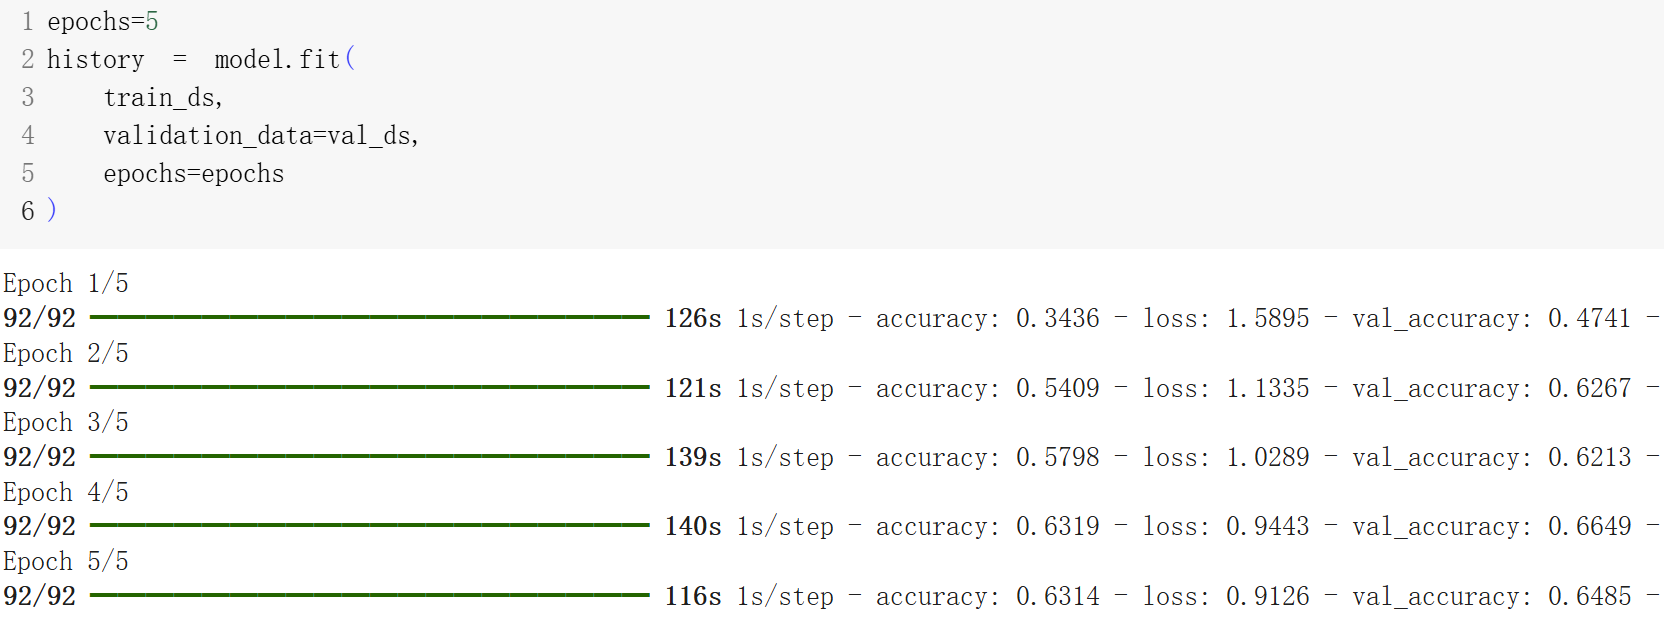 1 epochs=5
2 history = model.fit(
3 train_ds,
4 validation_data=val_ds,
5 epochs=epochs
6 )
Epoch 1/5
92/92 126s 1s/step - accuracy: 0.3436 - loss: 1.5895 - val_accuracy: 0.4741 -
Epoch 2/5
92/92 121s 1s/step - accuracy: 0.5409 - loss: 1.1335 - val_accuracy: 0.6267 -
Epoch 3/5
92/92 139s 1s/step - accuracy: 0.5798 - loss: 1.0289 - val_accuracy: 0.6213 -
Epoch 4/5
92/92 140s 1s/step - accuracy: 0.6319 - loss: 0.9443 - val_accuracy: 0.6649 -
Epoch 5/5
92/92 116s 1s/step - accuracy: 0.6314 - loss: 0.9126 - val_accuracy: 0.6485 -